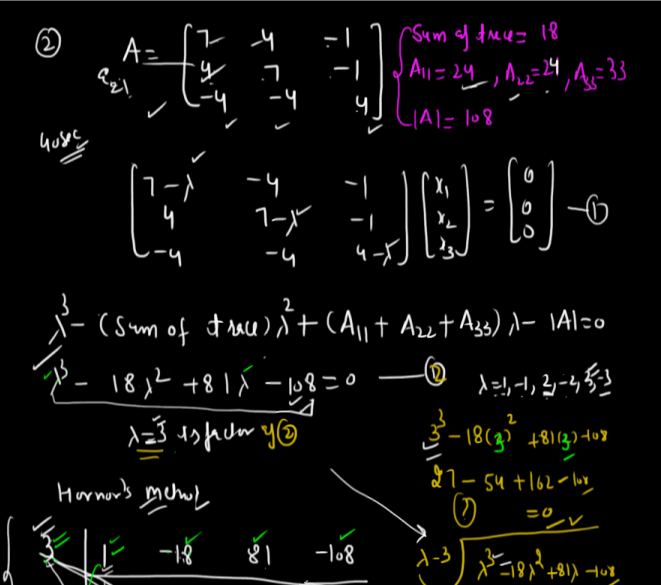 ② A = [ 7 -4 -1
4 7 -1
-4 -4 4 ]
a21
Sum of trace = 18
A11 = 24, A22 = 24, A33 = 33
|A| = 108
40sec
[ 7-λ -4 -1
4 7-λ -1
-4 -4 4-λ ] [ x1 x2 x3 ] = [ 0 0 0 ] — ①
λ³ - (Sum of trace) λ² + (A11 + A22 + A33) λ - |A| = 0
λ³ - 18λ² + 81λ - 108 = 0 — ②
λ = 3 is factor of ②
λ = 1, -1, 2, -2, 3, -3
3³ - 18(3)² + 81(3) - 108
27 - 54 + 162 - 108
= 0
Hornor's method
3 | 1 -18 81 -108
λ-3 ) λ³ - 18λ² + 81λ - 108